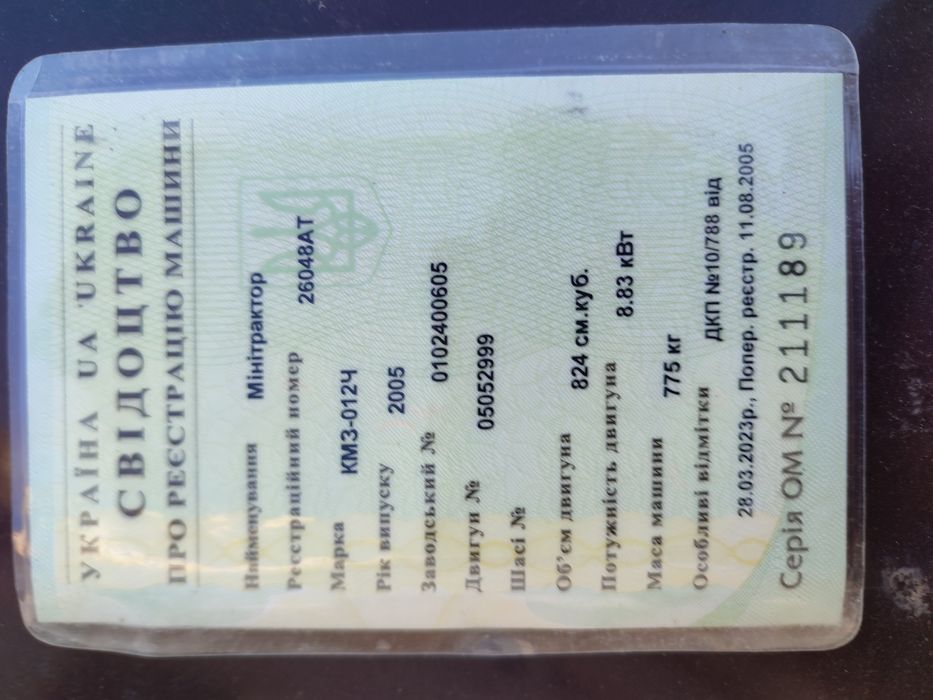 УКРАЇНА UA UKRAINE
СВІДОЦТВО
ПРО РЕЄСТРАЦІЮ МАШИНИ
Найменування Мінітрактор
Реєстраційний номер 26048АТ
Марка КМЗ-012Ч
Рік випуску 2005
Заводський № 0102400605
Двигун № 05052999
Шасі №
Об'єм двигуна 824 см.куб.
Потужність двигуна 8.83 кВт
Маса машини 775 кг
Особливі відмітки ДКП №10/788 від
28.03.2023р., Попер. реєстр. 11.08.2005
Серія ОМ № 211189